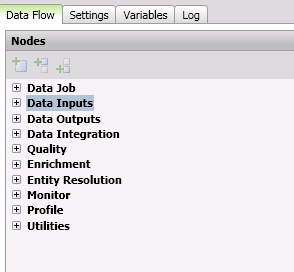 Data Flow Settings Variables Log
Nodes
Data Job
Data Inputs
Data Outputs
Data Integration
Quality
Enrichment
Entity Resolution
Monitor
Profile
Utilities